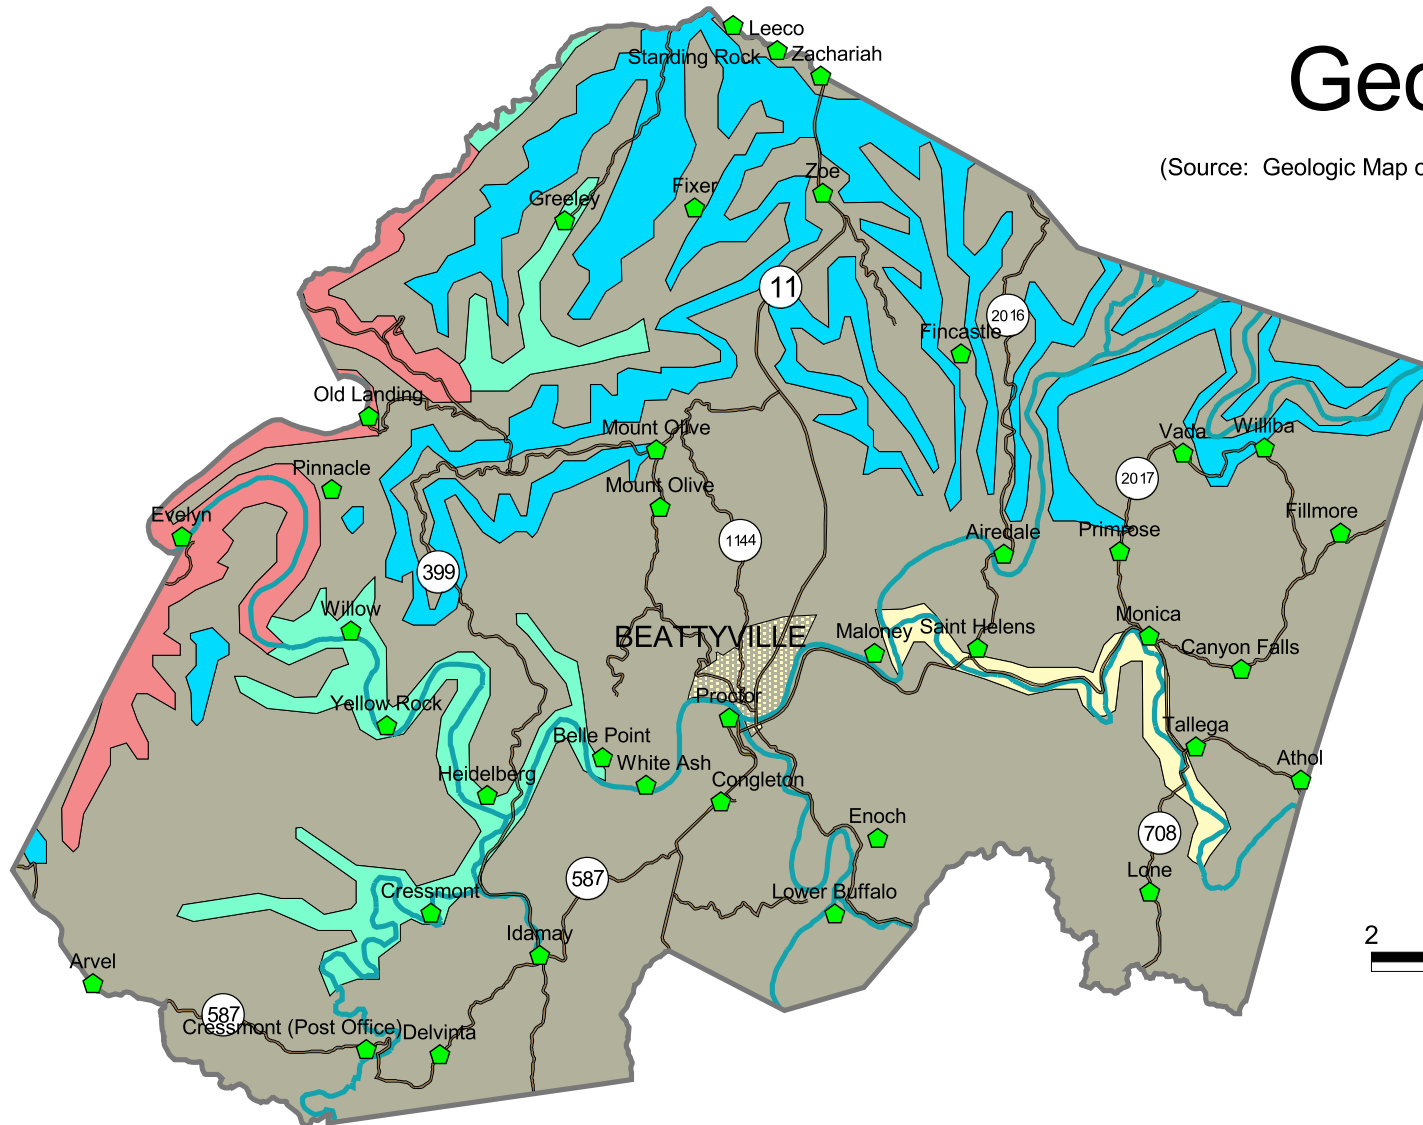 Leeco
Geo
Standing Rock
Zachariah
(Source: Geologic Map o
Zoe
Fixer
Greeley
11
2016
Fincastle
Old Landing
Mount Olive
Vada
Williba
Pinnacle
2017
Mount Olive
Evelyn
Fillmore
Airedale
Primrose
1144
399
Willow
Monica
BEATTYVILLE
Maloney
Saint Helens
Canyon Falls
Yellow Rock
Proctor
Tallega
Belle Point
White Ash
Athol
Heidelberg
Congleton
Enoch
708
Lone
587
Cressmont
Lower Buffalo
Idamay
2
Arvel
587
Cressmont (Post Office)
Delvinta